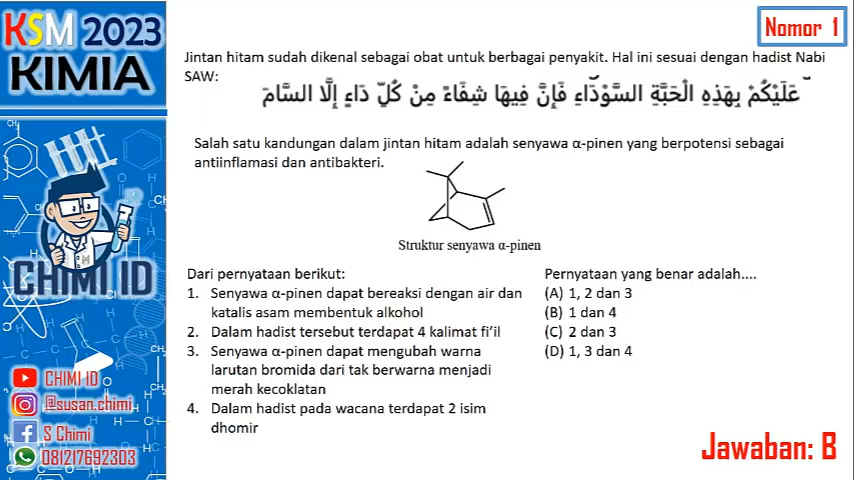 KSM 2023
KIMIA
Nomor 1
Jintan hitam sudah dikenal sebagai obat untuk berbagai penyakit. Hal ini sesuai dengan hadist Nabi
SAW:
عَلَيْكُمْ بِهَذِهِ الْحَبَّةِ السَّوْدَاءِ فَإِنَّ فِيهَا شِفَاءً مِنْ كُلِّ دَاءٍ إِلَّا السَّامَ
Salah satu kandungan dalam jintan hitam adalah senyawa α-pinen yang berpotensi sebagai
antiinflamasi dan antibakteri.
Struktur senyawa α-pinen
Dari pernyataan berikut:
1. Senyawa α-pinen dapat bereaksi dengan air dan
katalis asam membentuk alkohol
2. Dalam hadist tersebut terdapat 4 kalimat fi'il
3. Senyawa α-pinen dapat mengubah warna
larutan bromida dari tak berwarna menjadi
merah kecoklatan
4. Dalam hadist pada wacana terdapat 2 isim
dhomir
Pernyataan yang benar adalah....
(A) 1, 2 dan 3
(B) 1 dan 4
(C) 2 dan 3
(D) 1, 3 dan 4
Jawaban: B
CHIMI ID
CHIMI ID
@susan.chimi
S Chimi
081217692303